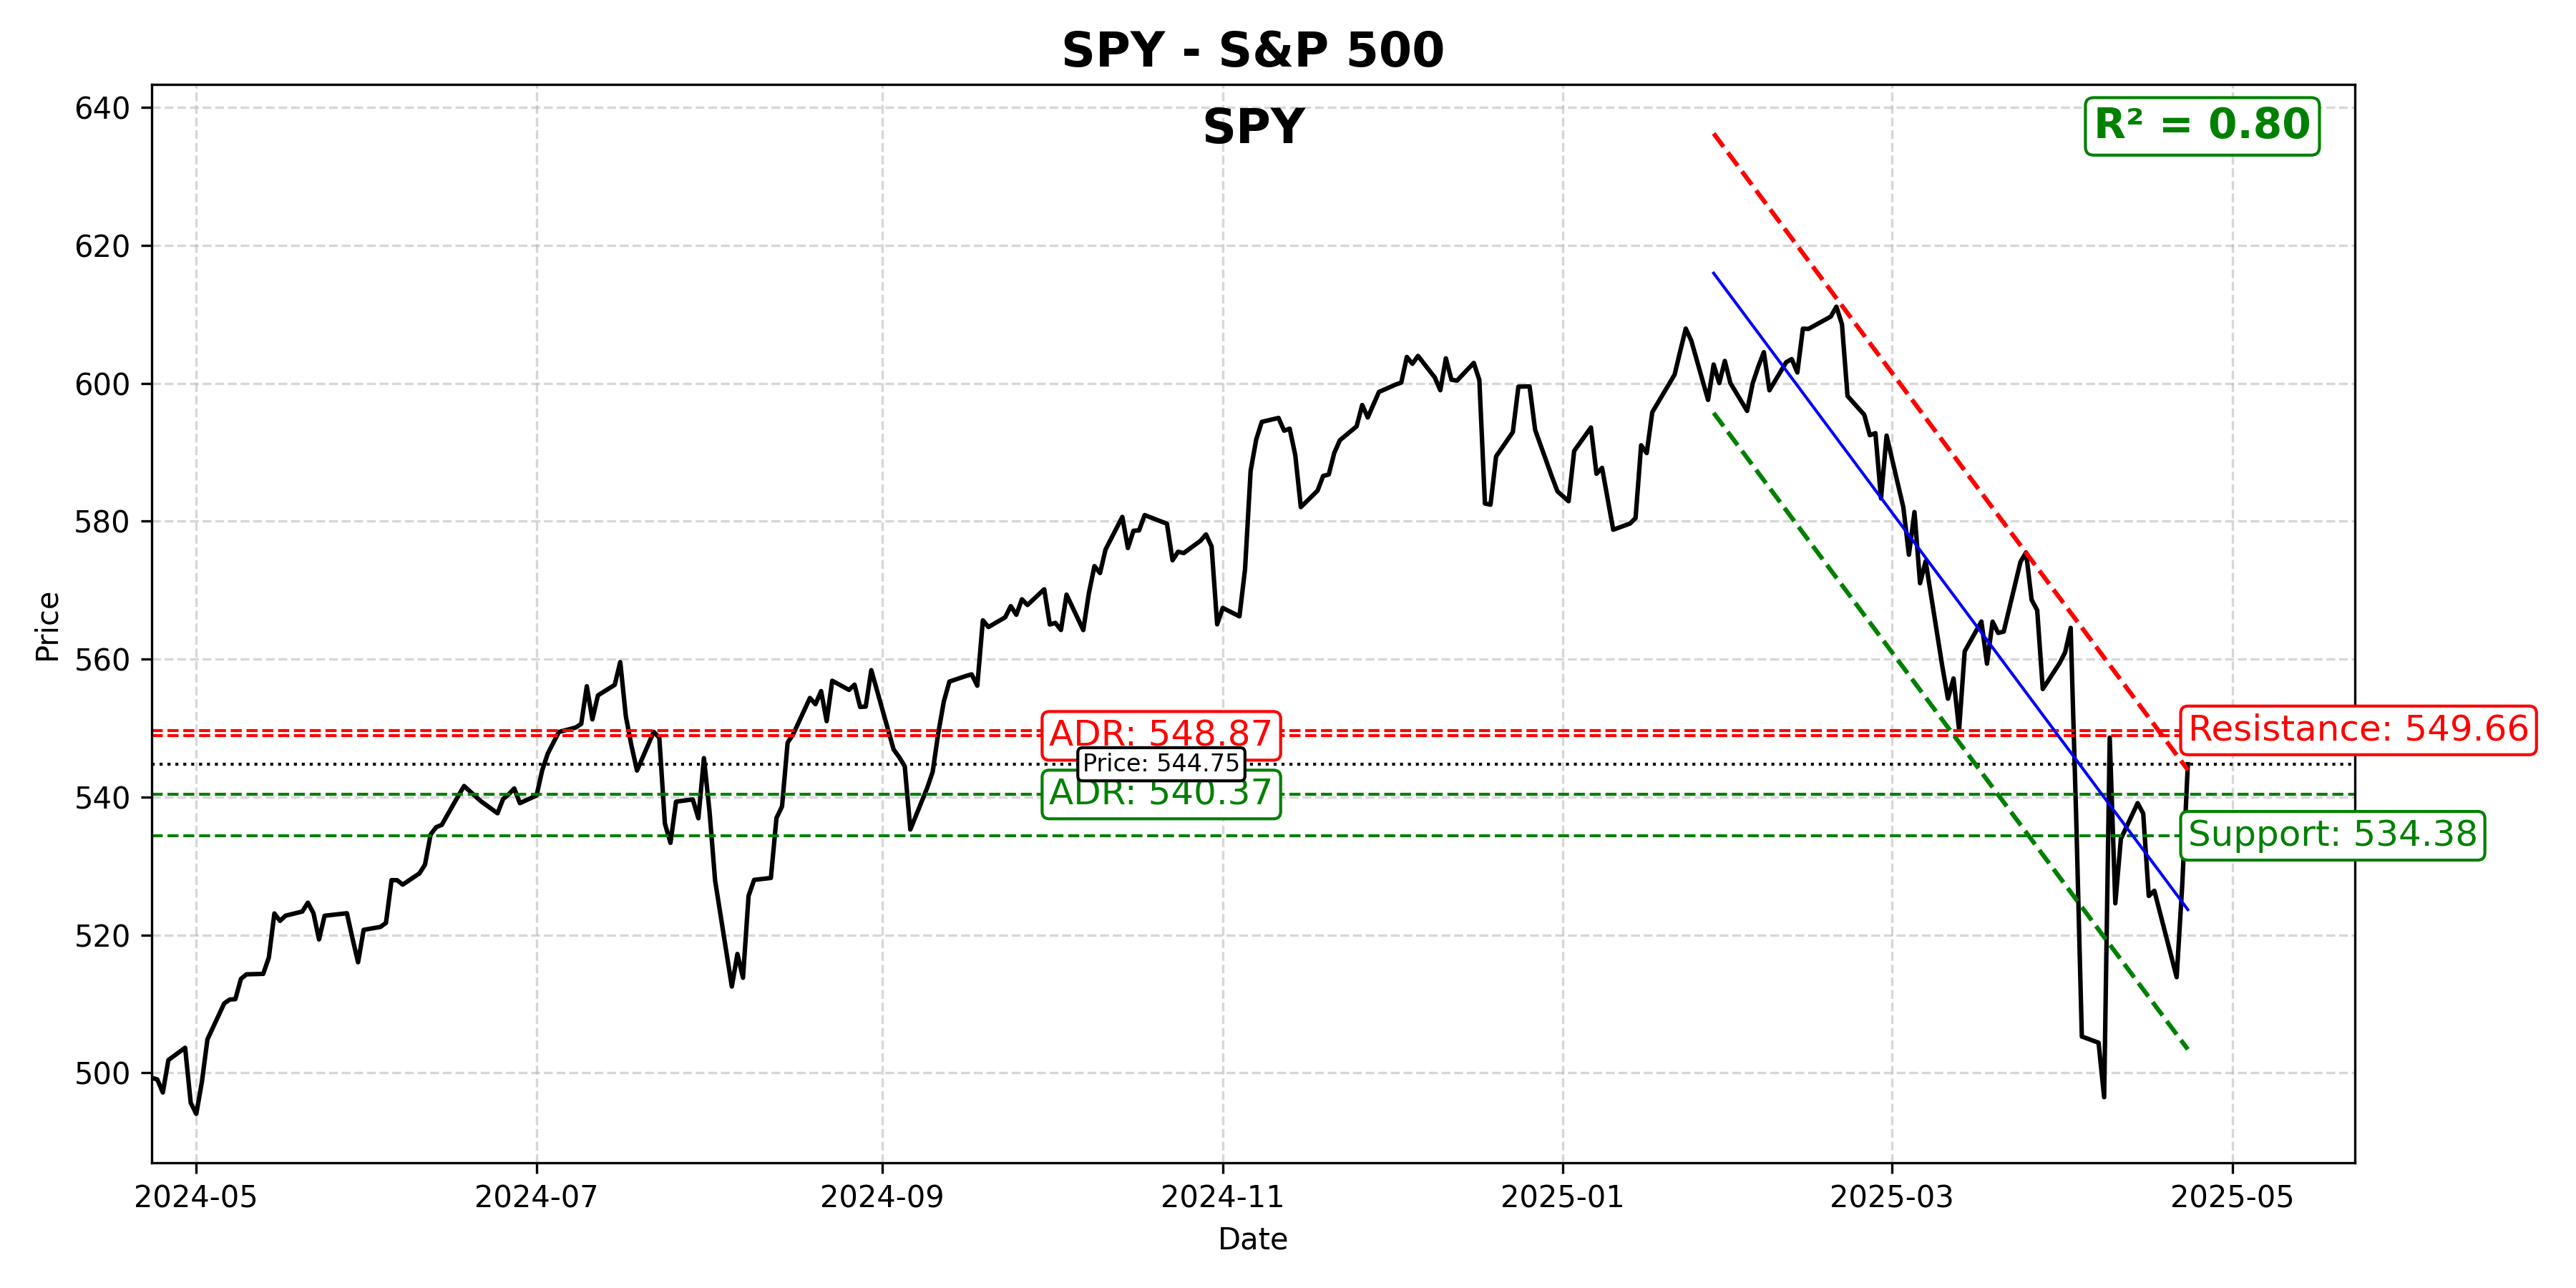 SPY - S&P 500
SPY
R² = 0.80
640
620
600
580
560
540
520
500
Price
ADR: 548.87
Price: 544.75
ADR: 540.37
Resistance: 549.66
Support: 534.38
2024-05
2024-07
2024-09
2024-11
2025-01
2025-03
2025-05
Date